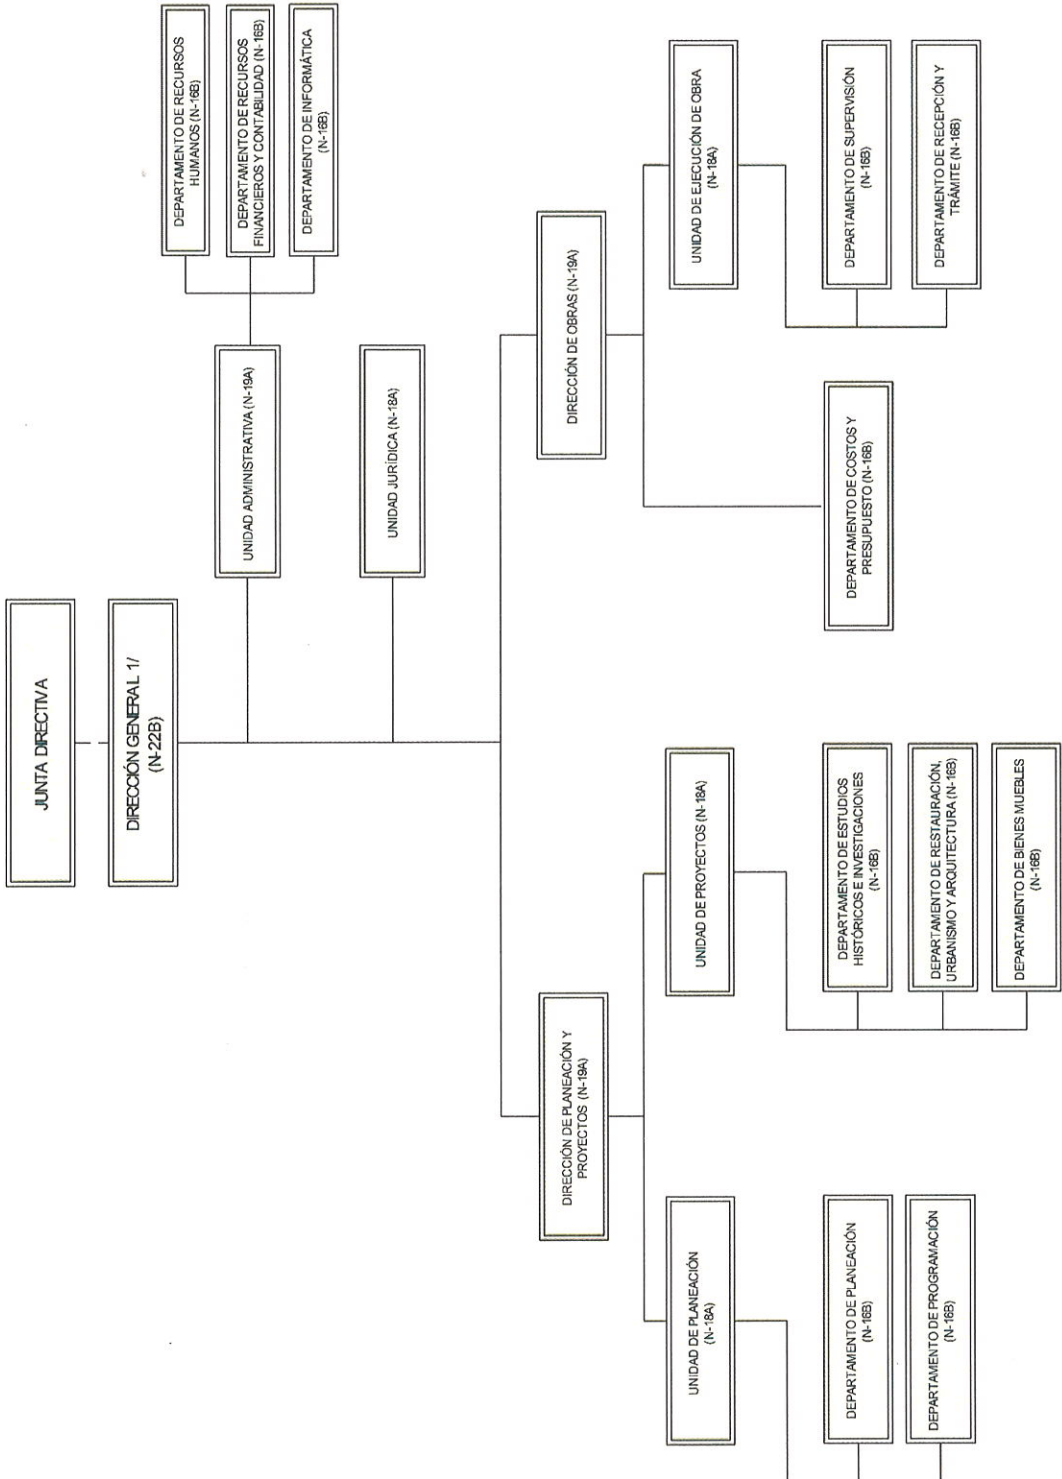 JUNTA DIRECTIVA
DIRECCIÓN GENERAL 1/
(N-22B)
UNIDAD ADMINISTRATIVA (N-19A)
DEPARTAMENTO DE RECURSOS
HUMANOS (N-16B)
DEPARTAMENTO DE RECURSOS
FINANCIEROS Y CONTABILIDAD (N-16B)
DEPARTAMENTO DE INFORMÁTICA
(N-16B)
UNIDAD JURÍDICA (N-18A)
DIRECCIÓN DE PLANEACIÓN Y
PROYECTOS (N-19A)
DIRECCIÓN DE OBRAS (N-19A)
UNIDAD DE PLANEACIÓN
(N-18A)
UNIDAD DE PROYECTOS (N-18A)
UNIDAD DE EJECUCIÓN DE OBRA
(N-18A)
DEPARTAMENTO DE PLANEACIÓN
(N-16B)
DEPARTAMENTO DE PROGRAMACIÓN
(N-16B)
DEPARTAMENTO DE ESTUDIOS
HISTÓRICOS E INVESTIGACIONES
(N-16B)
DEPARTAMENTO DE RESTAURACIÓN,
URBANISMO Y ARQUITECTURA (N-16B)
DEPARTAMENTO DE BIENES MUEBLES
(N-16B)
DEPARTAMENTO DE COSTOS Y
PRESUPUESTO (N-16B)
DEPARTAMENTO DE SUPERVISIÓN
(N-16B)
DEPARTAMENTO DE RECEPCIÓN Y
TRÁMITE (N-16B)